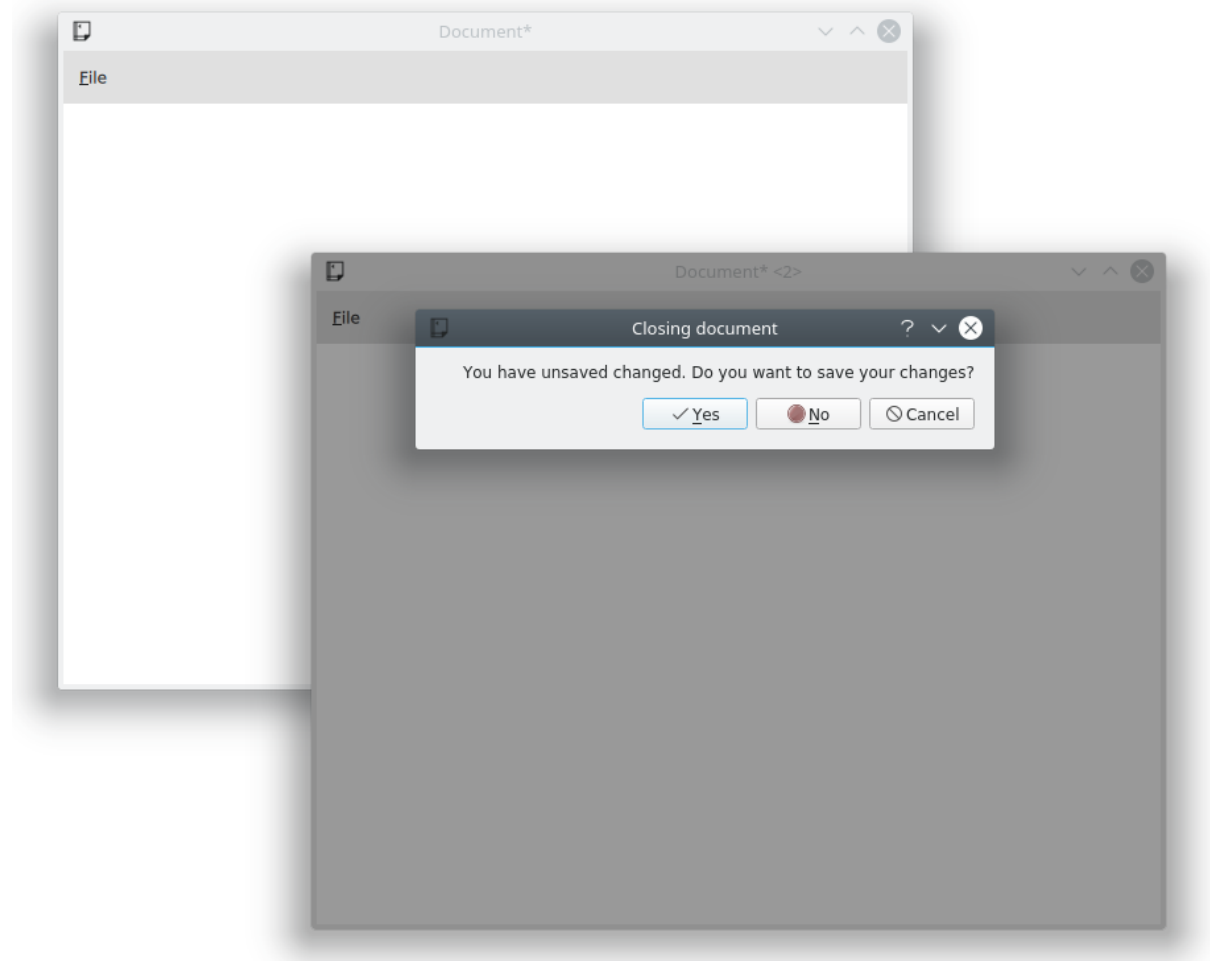 Document*
File
Document* <2>
File
Closing document
You have unsaved changed. Do you want to save your changes?
Yes No Cancel